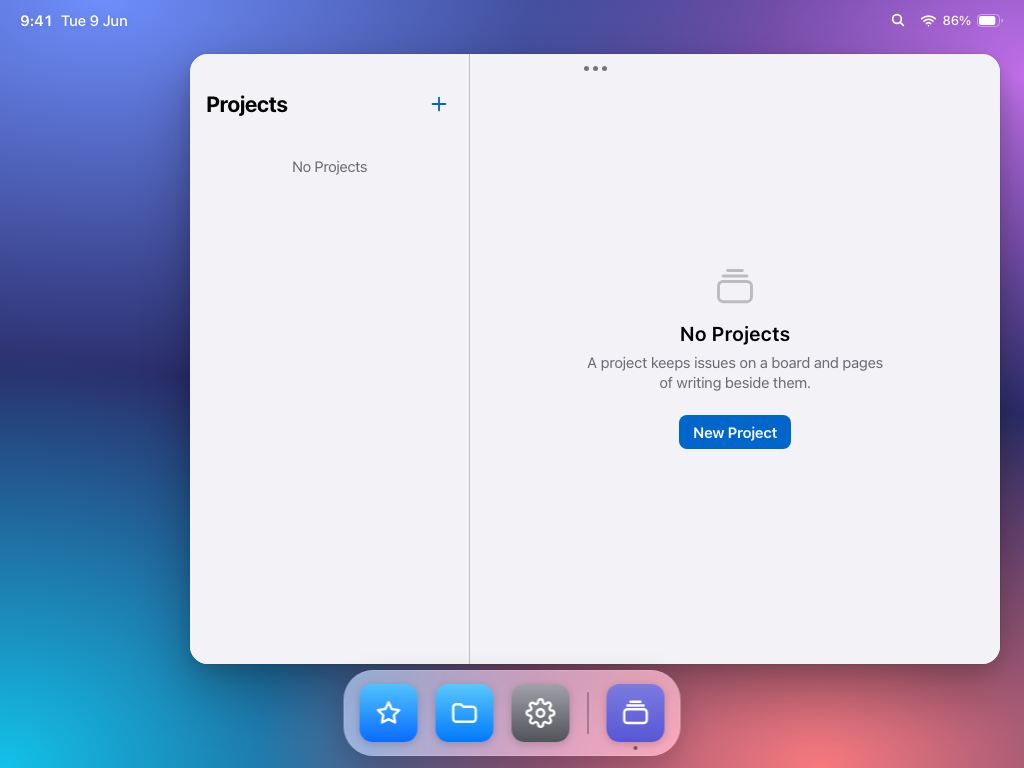 9:41 Tue 9 Jun
86%
Projects
No Projects
No Projects
A project keeps issues on a board and pages
of writing beside them.
New Project